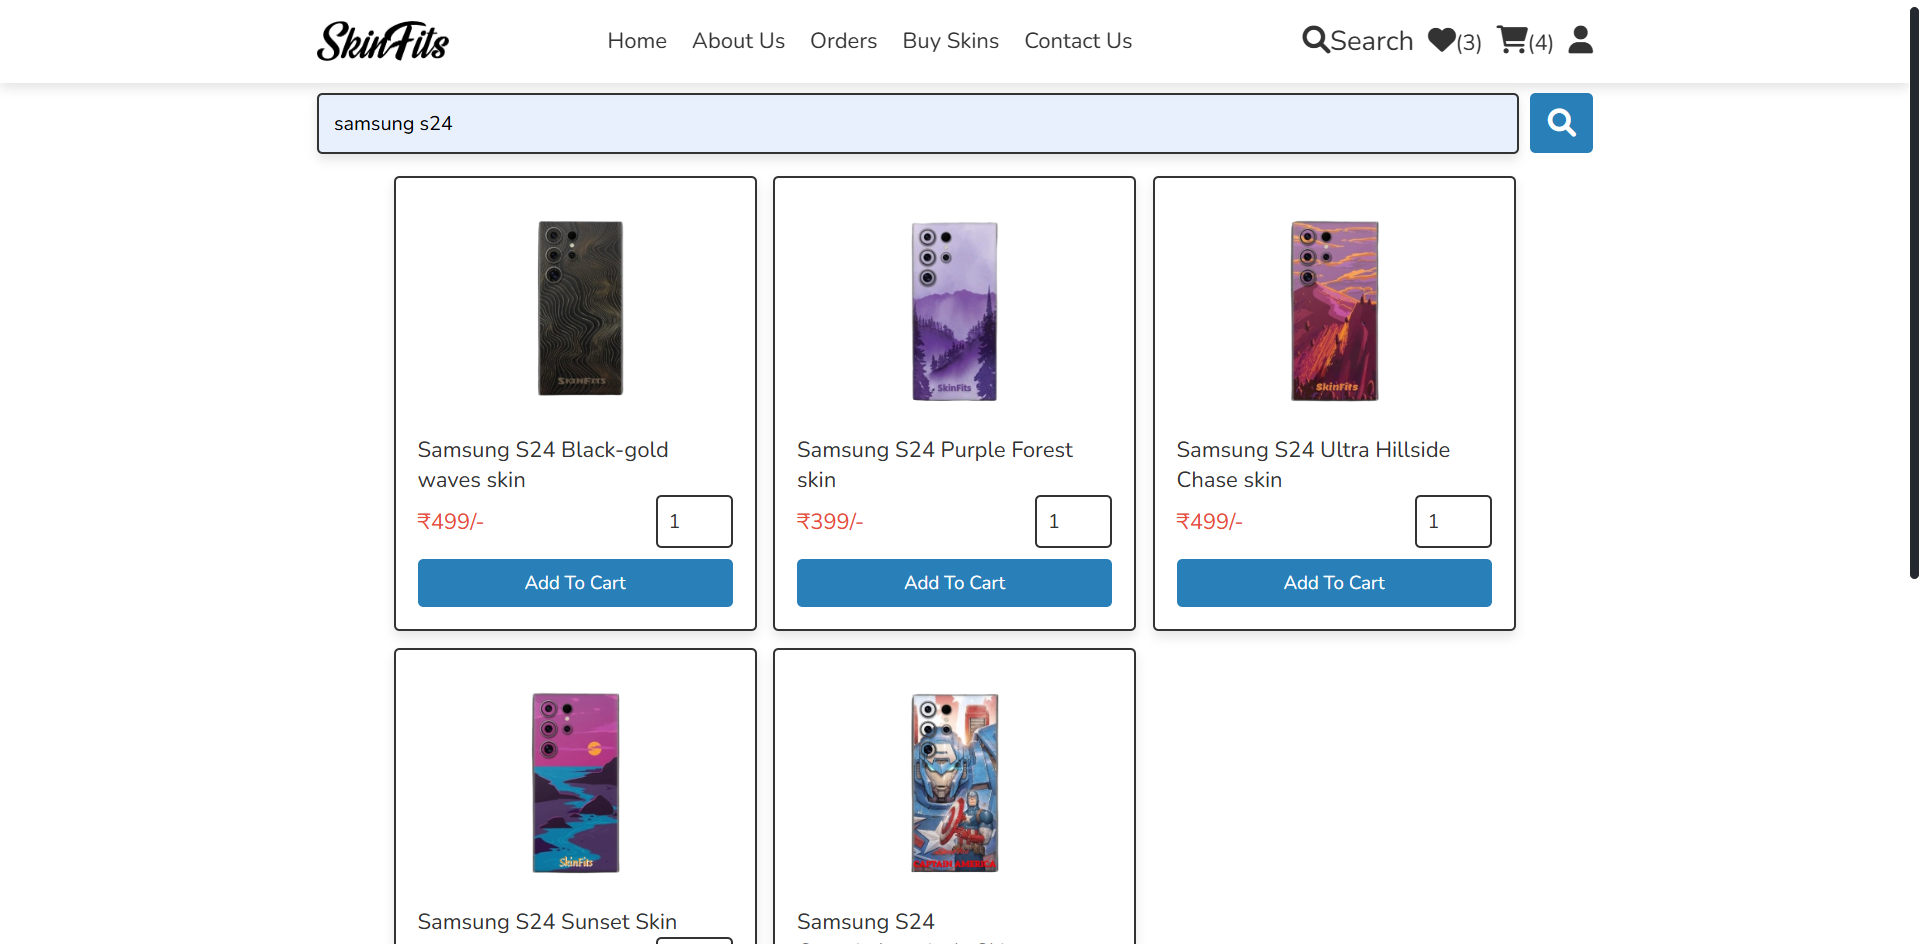 SkinFits
Home About Us Orders Buy Skins Contact Us
Search (3) (4)
samsung s24
SKINFITS
SkinFits
SkinFits
Samsung S24 Black-gold
waves skin
₹499/-
1
Add To Cart
Samsung S24 Purple Forest
skin
₹399/-
1
Add To Cart
Samsung S24 Ultra Hillside
Chase skin
₹499/-
1
Add To Cart
SkinFits
CAPTAIN AMERICA
Samsung S24 Sunset Skin
Samsung S24